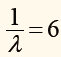 1/λ = 6